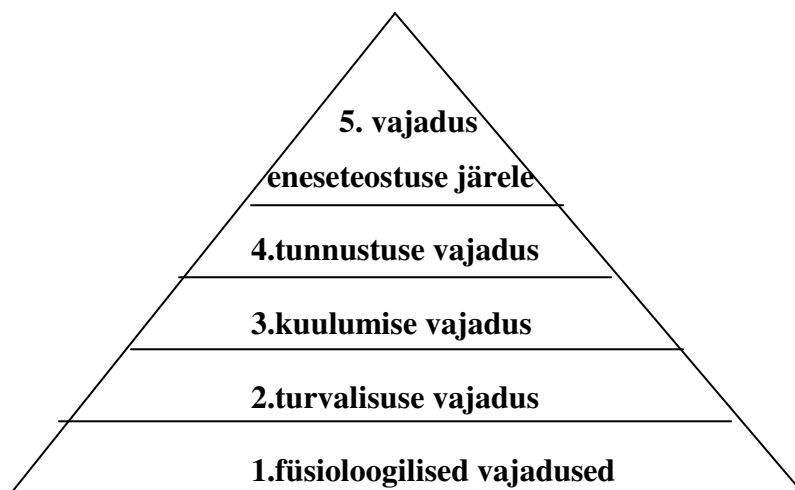 5. vajadus
eneseteostuse järele
4.tunnustuse vajadus
3.kuulumise vajadus
2.turvalisuse vajadus
1.füsioloogilised vajadused